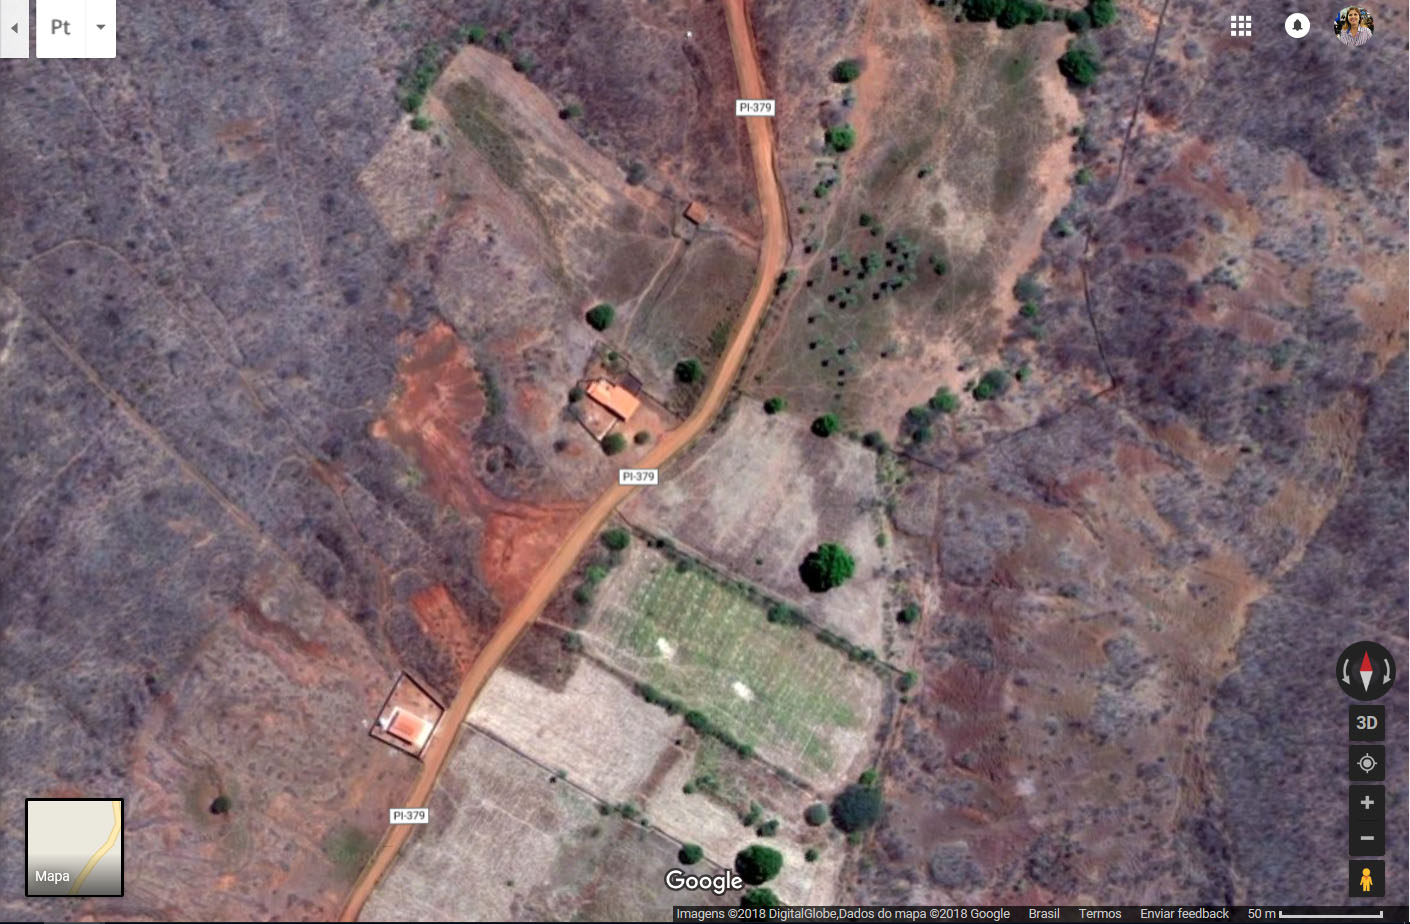 Pt
PI-379
PI-379
3D
PI-379
Mapa
Google
Imagens ©2018 DigitalGlobe,Dados do mapa ©2018 Google Brasil Termos Enviar feedback 50 m